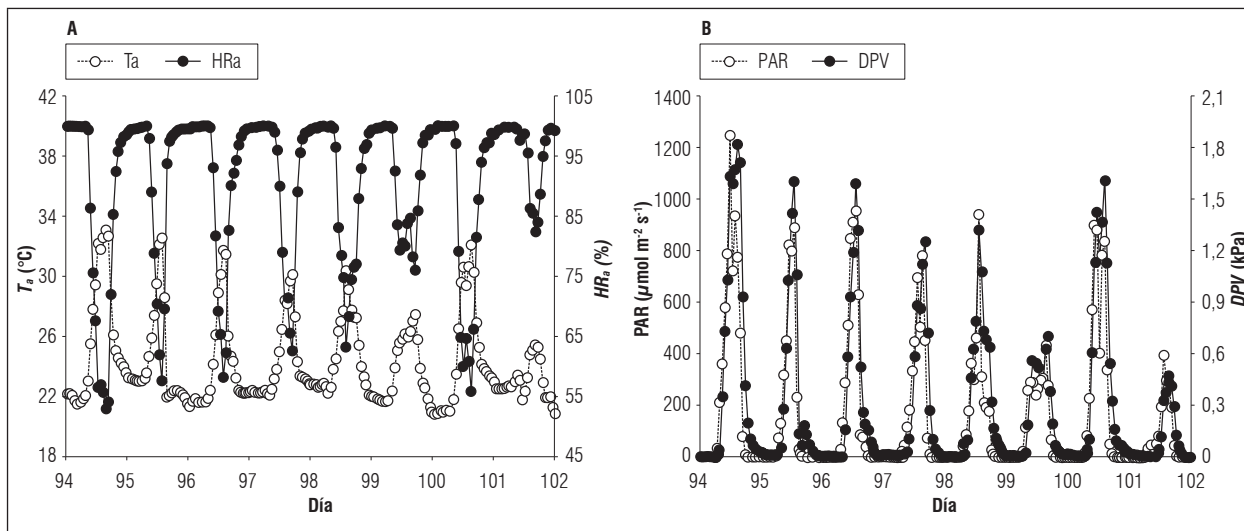 A
Ta HRa
42
38
34
30
26
22
18
Tₐ (°C)
105
95
85
75
65
55
45
HRₐ (%)
94 95 96 97 98 99 100 101 102
Día
B
PAR DPV
1400
1200
1000
800
600
400
200
0
PAR (µmol m⁻² s⁻¹)
2,1
1,8
1,5
1,2
0,9
0,6
0,3
0
DPV (kPa)
94 95 96 97 98 99 100 101 102
Día